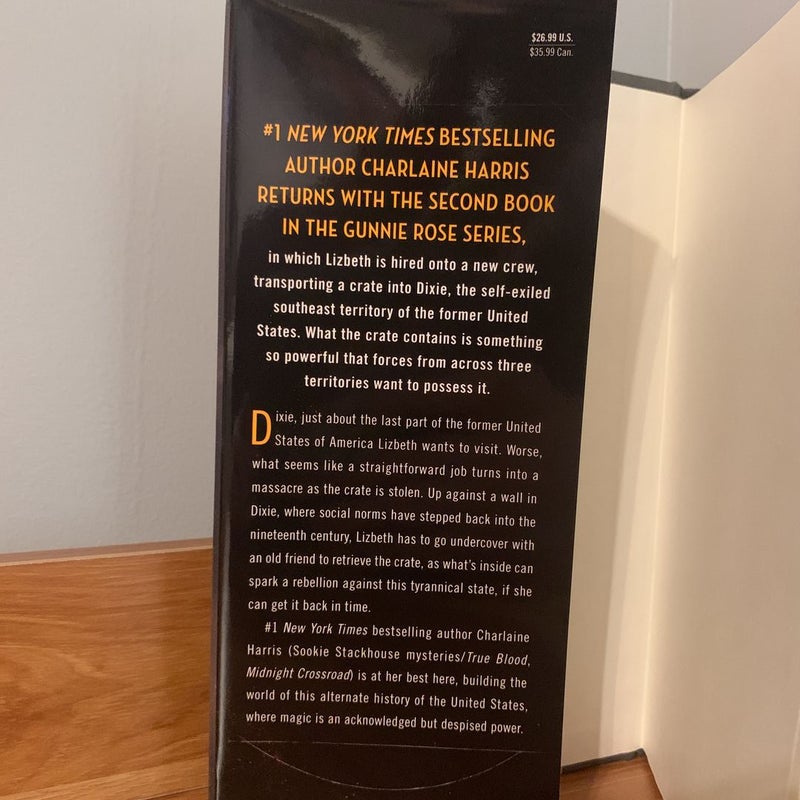 $26.99 U.S.
$35.99 Can.
#1 NEW YORK TIMES BESTSELLING
AUTHOR CHARLAINE HARRIS
RETURNS WITH THE SECOND BOOK
IN THE GUNNIE ROSE SERIES,
in which Lizbeth is hired onto a new crew,
transporting a crate into Dixie, the self-exiled
southeast territory of the former United
States. What the crate contains is something
so powerful that forces from across three
territories want to possess it.
Dixie, just about the last part of the former United
States of America Lizbeth wants to visit. Worse,
what seems like a straightforward job turns into a
massacre as the crate is stolen. Up against a wall in
Dixie, where social norms have stepped back into the
nineteenth century, Lizbeth has to go undercover with
an old friend to retrieve the crate, as what's inside can
spark a rebellion against this tyrannical state, if she
can get it back in time.
#1 New York Times bestselling author Charlaine
Harris (Sookie Stackhouse mysteries/True Blood,
Midnight Crossroad) is at her best here, building the
world of this alternate history of the United States,
where magic is an acknowledged but despised power.